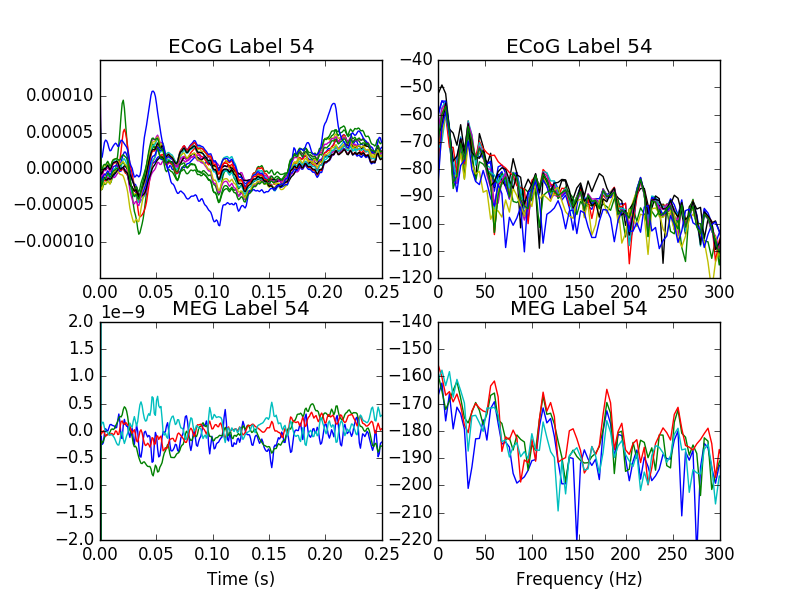 ECoG Label 54
0.00010
0.00005
0.00000
−0.00005
−0.00010
0.00 0.05 0.10 0.15 0.20 0.25
ECoG Label 54
−40
−50
−60
−70
−80
−90
−100
−110
−120
0 50 100 150 200 250 300
MEG Label 54
1e−9
2.0
1.5
1.0
0.5
0.0
−0.5
−1.0
−1.5
−2.0
0.00 0.05 0.10 0.15 0.20 0.25
Time (s)
MEG Label 54
−140
−150
−160
−170
−180
−190
−200
−210
−220
0 50 100 150 200 250 300
Frequency (Hz)